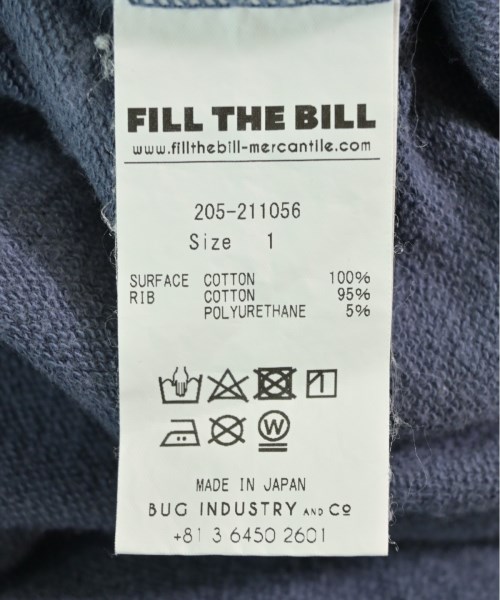 FILL THE BILL
www.fillthebill-mercantile.com
205-211056
Size 1
SURFACE COTTON 100%
RIB COTTON 95%
POLYURETHANE 5%
W
MADE IN JAPAN
BUG INDUSTRY AND CO
+81 3 6450 2601